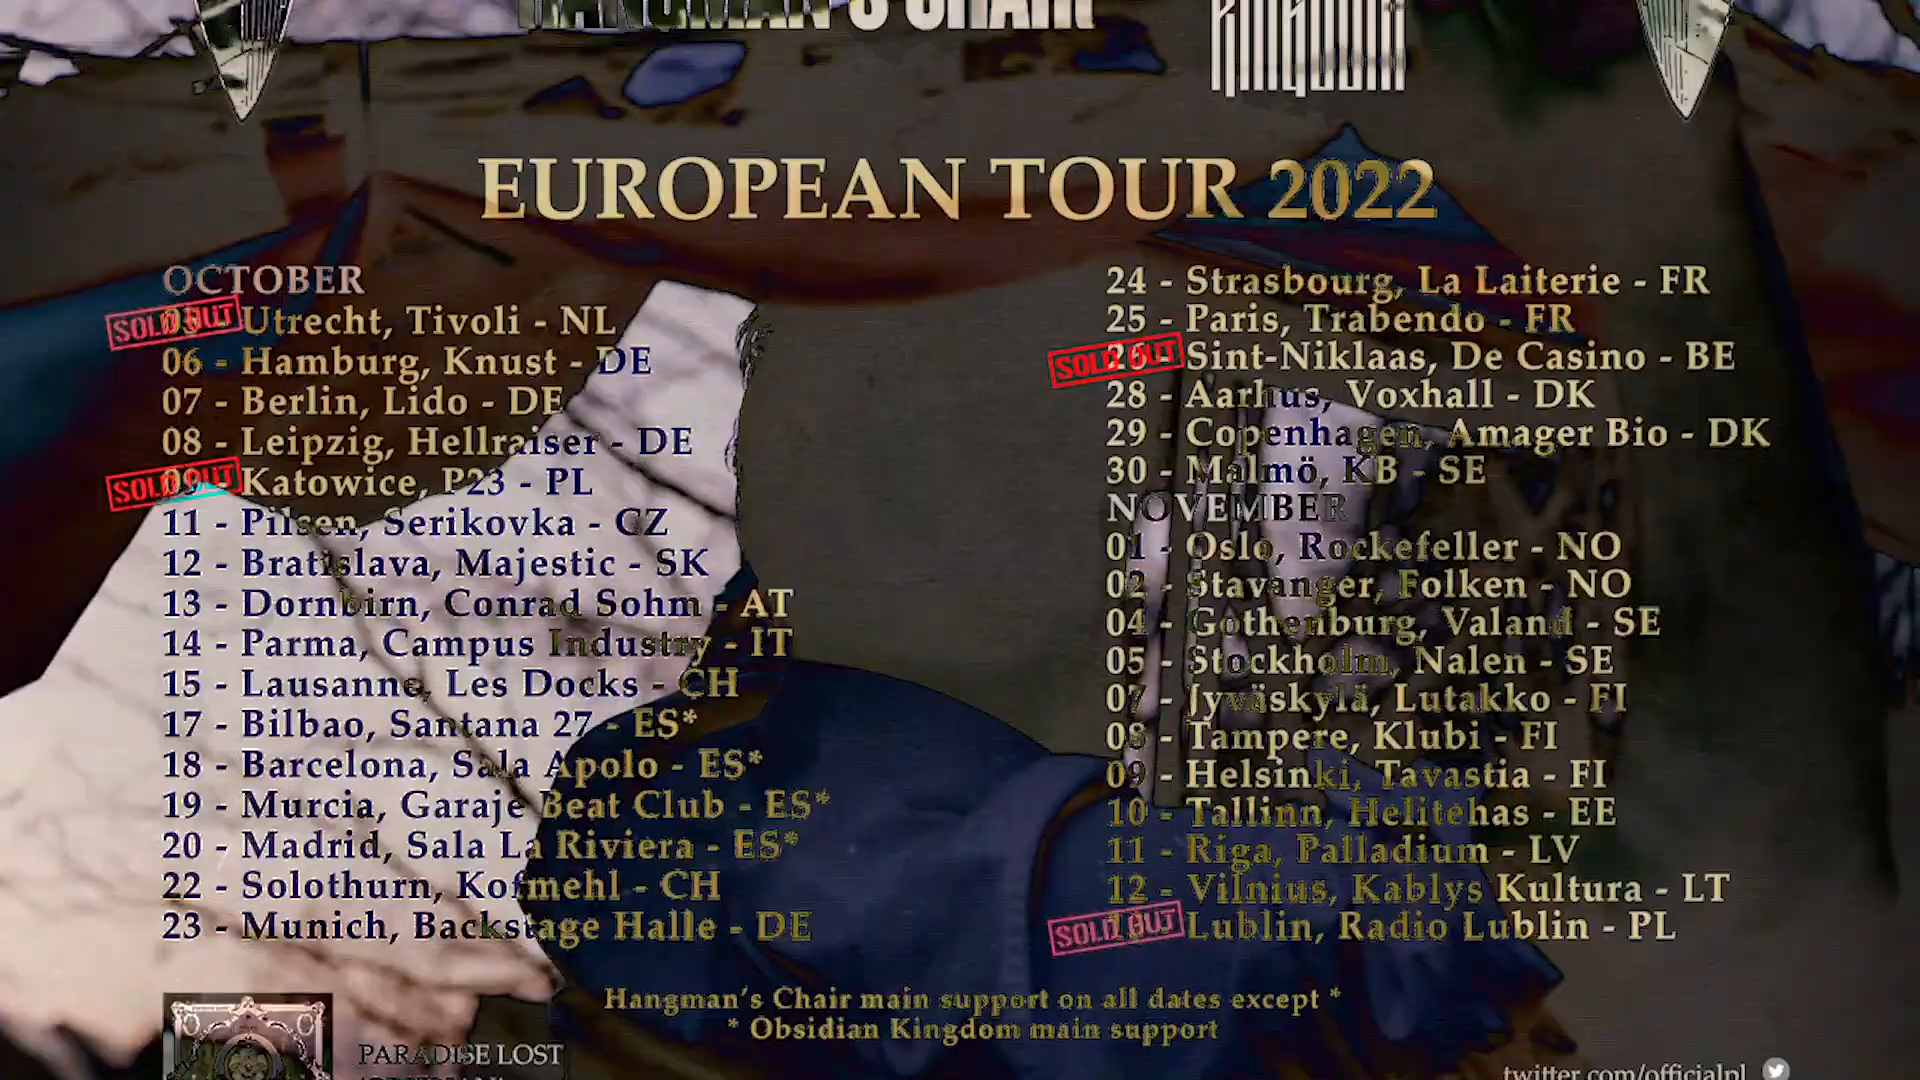 HANGMAN'S CHAIR
KINGDOM
EUROPEAN TOUR 2022
OCTOBER
SOLD OUT
05 - Utrecht, Tivoli - NL
06 - Hamburg, Knust - DE
07 - Berlin, Lido - DE
08 - Leipzig, Hellraiser - DE
SOLD OUT
09 - Katowice, P23 - PL
11 - Pilsen, Serikovka - CZ
12 - Bratislava, Majestic - SK
13 - Dornbirn, Conrad Sohm - AT
14 - Parma, Campus Industry - IT
15 - Lausanne, Les Docks - CH
17 - Bilbao, Santana 27 - ES*
18 - Barcelona, Sala Apolo - ES*
19 - Murcia, Garaje Beat Club - ES*
20 - Madrid, Sala La Riviera - ES*
22 - Solothurn, Kofmehl - CH
23 - Munich, Backstage Halle - DE
24 - Strasbourg, La Laiterie - FR
25 - Paris, Trabendo - FR
SOLD OUT
26 - Sint-Niklaas, De Casino - BE
28 - Aarhus, Voxhall - DK
29 - Copenhagen, Amager Bio - DK
30 - Malmö, KB - SE
NOVEMBER
01 - Oslo, Rockefeller - NO
02 - Stavanger, Folken - NO
04 - Gothenburg, Valand - SE
05 - Stockholm, Nalen - SE
07 - Jyväskylä, Lutakko - FI
08 - Tampere, Klubi - FI
09 - Helsinki, Tavastia - FI
10 - Tallinn, Helitehas - EE
11 - Riga, Palladium - LV
12 - Vilnius, Kablys Kultura - LT
SOLD OUT
Lublin, Radio Lublin - PL
Hangman's Chair main support on all dates except *
* Obsidian Kingdom main support
PARADISE LOST
twitter.com/officialpl